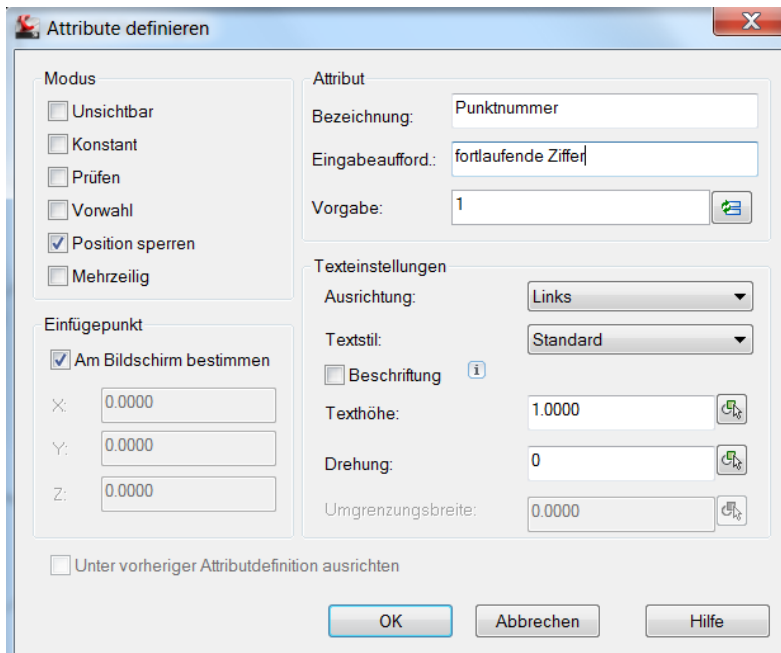 Attribute definieren
Modus
Unsichtbar
Konstant
Prüfen
Vorwahl
Position sperren
Mehrzeilig
Einfügepunkt
Am Bildschirm bestimmen
X: 0.0000
Y: 0.0000
Z: 0.0000
Attribut
Bezeichnung: Punktnummer
Eingabeaufford.: fortlaufende Ziffer
Vorgabe: 1
Texteinstellungen
Ausrichtung: Links
Textstil: Standard
Beschriftung i
Texthöhe: 1.0000
Drehung: 0
Umgrenzungsbreite: 0.0000
Unter vorheriger Attributdefinition ausrichten
OK Abbrechen Hilfe